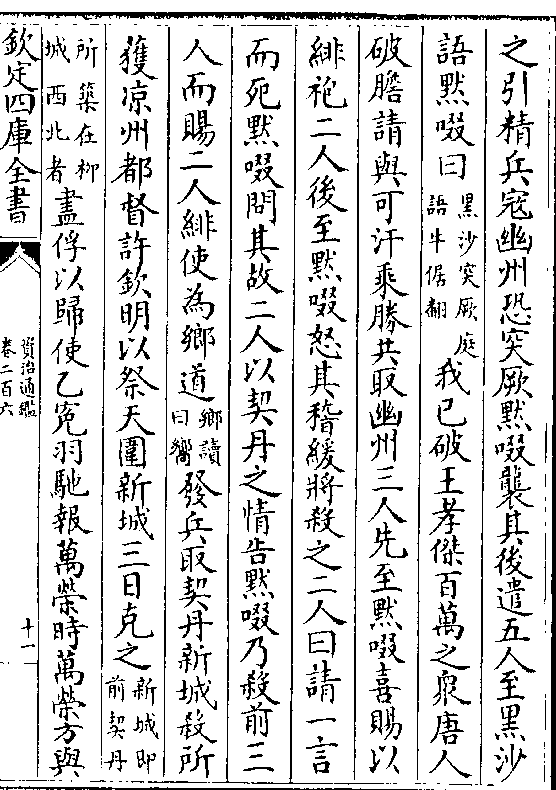 之引精兵寇幽州恐突厥默啜襲其後遣五人至黑沙
語默啜曰黑沙突厥庭語牛倨翻我已破王孝傑百萬之衆唐人
破膽請與可汗乘勝共取幽州三人先至默啜喜賜以
緋袍二人後至默啜怒其稽緩將殺之二人曰請一言
而死默啜問其故二人以契丹之情告默啜乃殺前三
人而賜二人緋使為鄉道鄉讀曰嚮發兵取契丹新城殺所
獲涼州都督許欽明以祭天圍新城三日克之新城即前契丹
所築在柳城西北者盡俘以歸使乙寃羽馳報萬榮時萬榮方與
欽定四庫全書
資治通鑑
卷二百六
十一